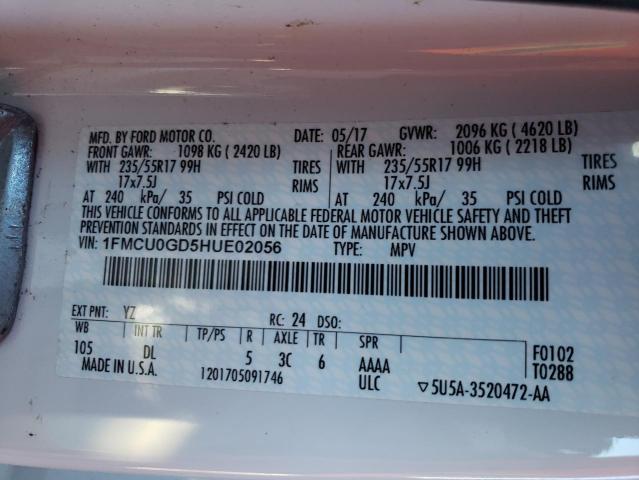 MFD. BY FORD MOTOR CO. 05/17 GVWR: 2096 KG ( 4620 LB)
FRONT GAWR: 1098 KG ( 2420 LB) REAR GAWR: 1006 KG ( 2218 LB)
WITH 235/55R17 99H TIRES WITH 235/55R17 99H TIRES
17x7.5J RIMS 17x7.5J RIMS
AT 240 kPa/ 35 PSI COLD AT 240 kPa/ 35 PSI COLD
THIS VEHICLE CONFORMS TO ALL APPLICABLE FEDERAL MOTOR VEHICLE SAFETY AND THEFT
PREVENTION STANDARDS IN EFFECT ON THE DATE OF MANUFACTURE SHOWN ABOVE.
VIN: 1FMCU0GD5HUE02056 TYPE: MPV
EXT PNT: YZ RC: 24 DSO:
WB INT TR TP/PS R AXLE TR SPR
105 DL 5 3C 6 AAAA F0102
MADE IN U.S.A. 1201705091746 ULC T0288
▽5U5A-3520472-AA